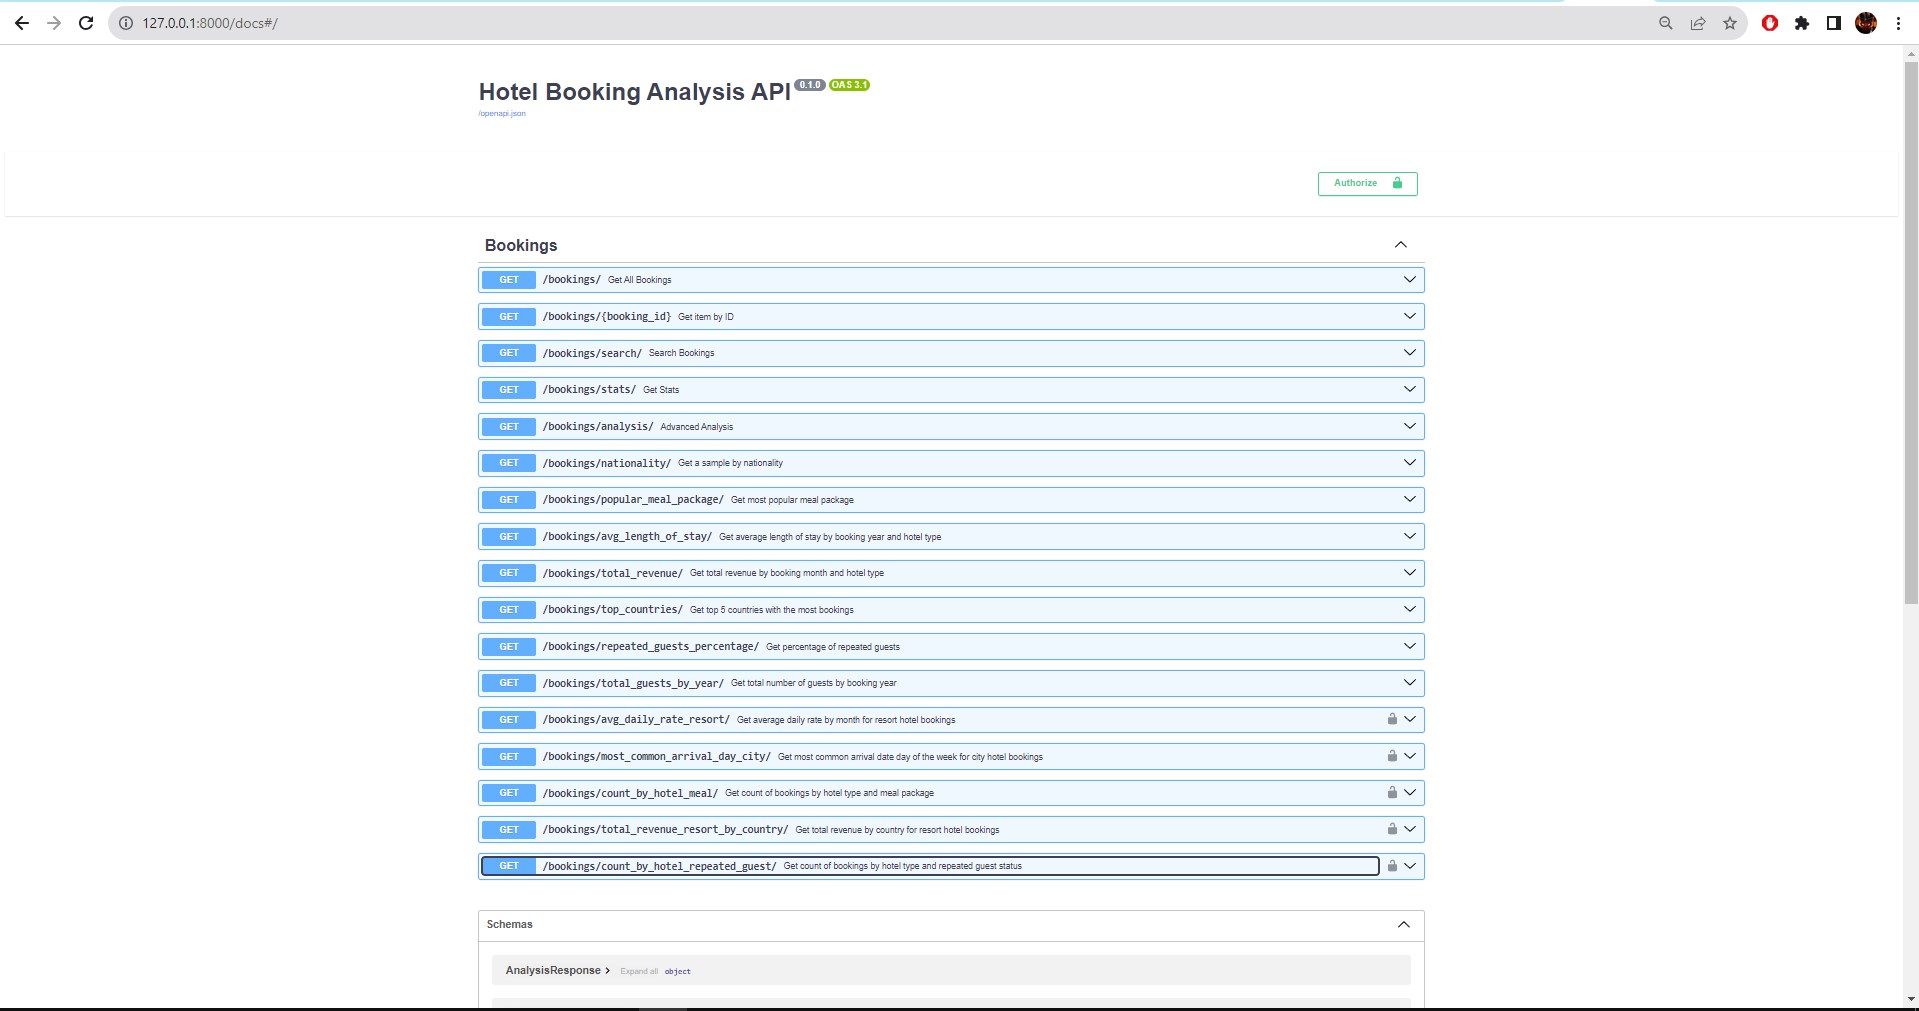 127.0.0.1:8000/docs#/
Hotel Booking Analysis API 0.1.0 OAS 3.1
/openapi.json
Authorize
Bookings
GET /bookings/ Get All Bookings
GET /bookings/{booking_id} Get item by ID
GET /bookings/search/ Search Bookings
GET /bookings/stats/ Get Stats
GET /bookings/analysis/ Advanced Analysis
GET /bookings/nationality/ Get a sample by nationality
GET /bookings/popular_meal_package/ Get most popular meal package
GET /bookings/avg_length_of_stay/ Get average length of stay by booking year and hotel type
GET /bookings/total_revenue/ Get total revenue by booking month and hotel type
GET /bookings/top_countries/ Get top 5 countries with the most bookings
GET /bookings/repeated_guests_percentage/ Get percentage of repeated guests
GET /bookings/total_guests_by_year/ Get total number of guests by booking year
GET /bookings/avg_daily_rate_resort/ Get average daily rate by month for resort hotel bookings
GET /bookings/most_common_arrival_day_city/ Get most common arrival date day of the week for city hotel bookings
GET /bookings/count_by_hotel_meal/ Get count of bookings by hotel type and meal package
GET /bookings/total_revenue_resort_by_country/ Get total revenue by country for resort hotel bookings
GET /bookings/count_by_hotel_repeated_guest/ Get count of bookings by hotel type and repeated guest status
Schemas
AnalysisResponse Expand all object